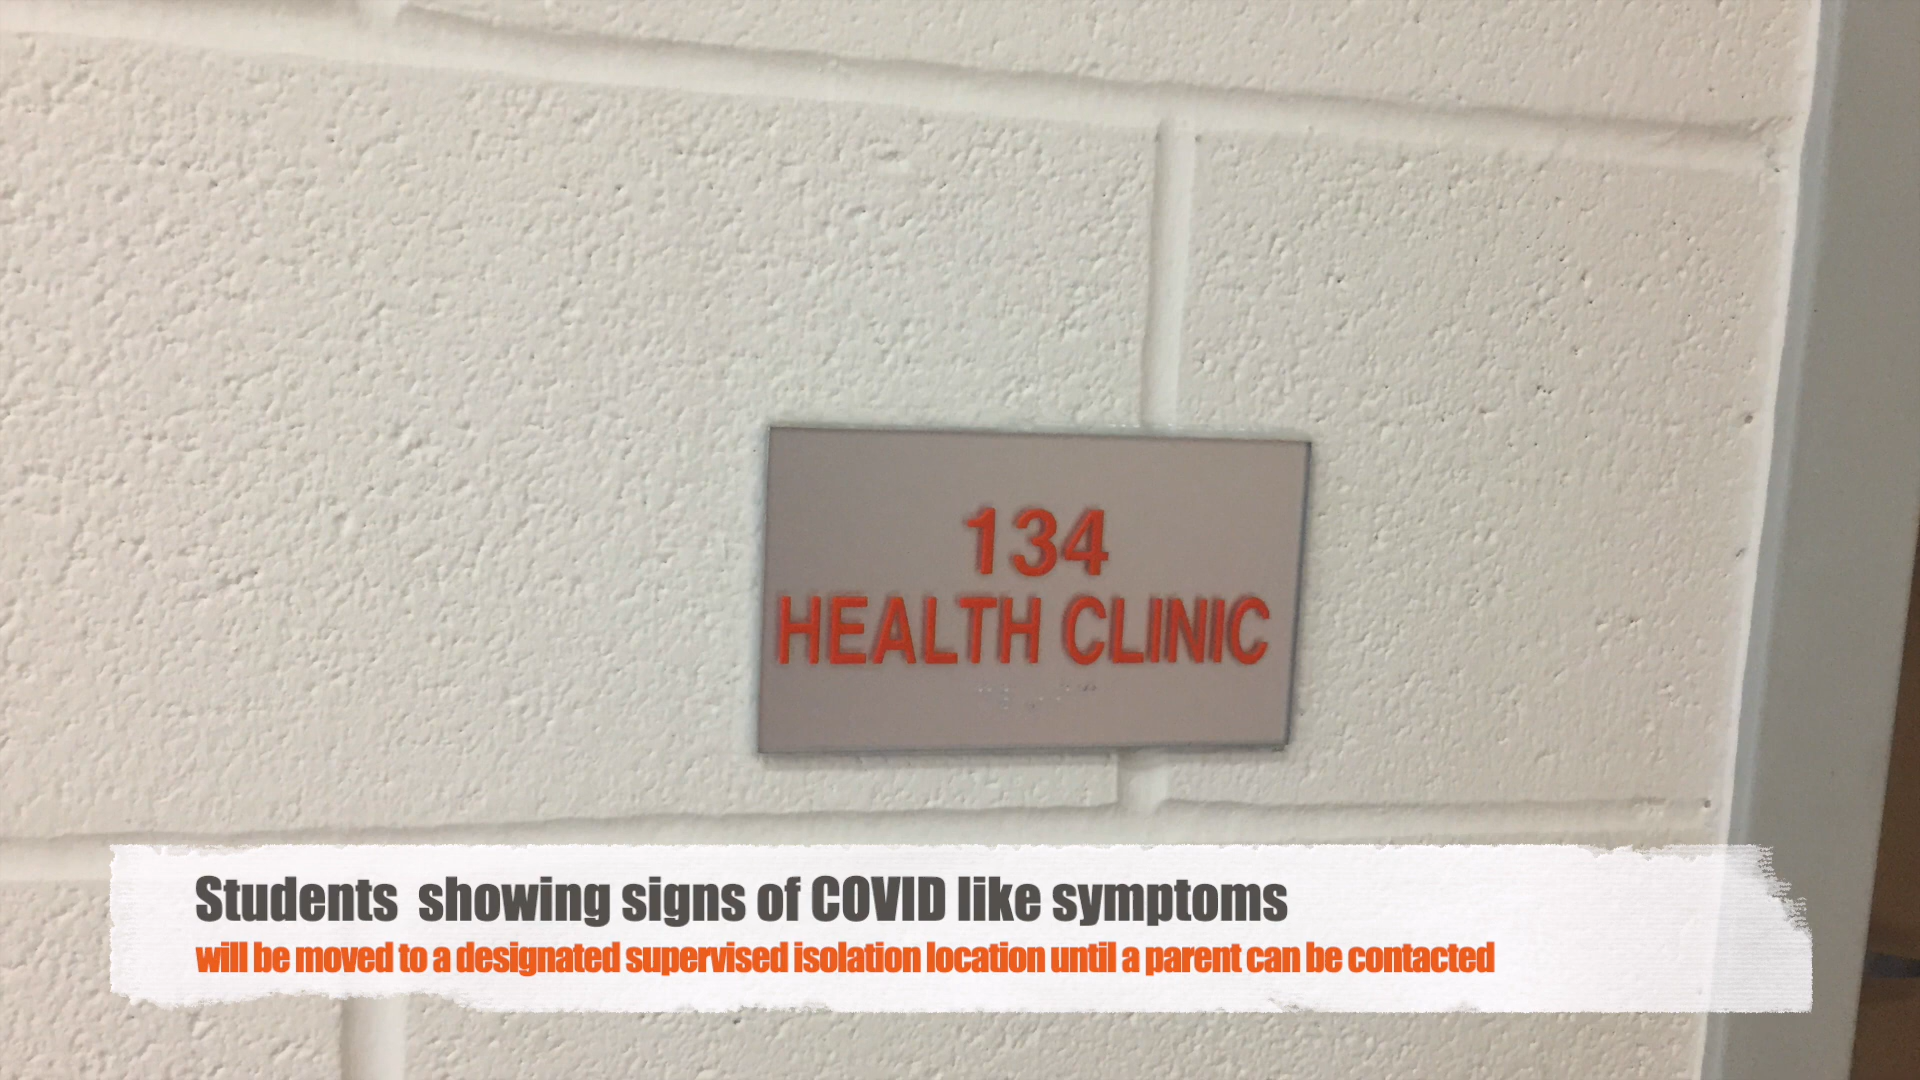 134
HEALTH CLINIC
Students  showing signs of COVID like symptoms
will be moved to a designated supervised isolation location until a parent can be contacted